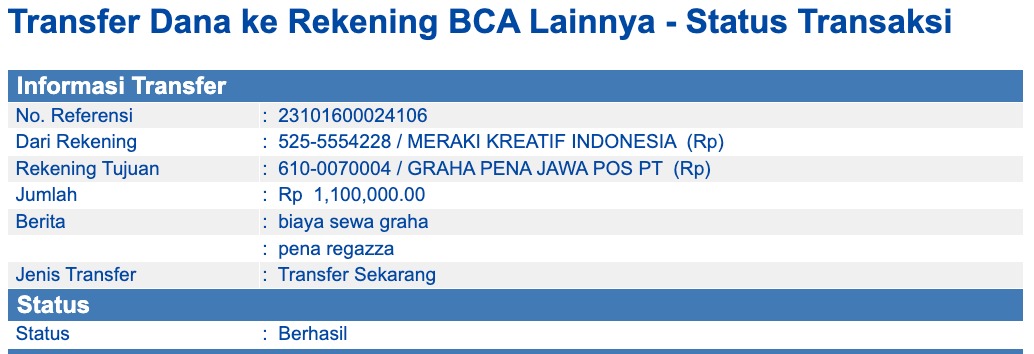 Transfer Dana ke Rekening BCA Lainnya - Status Transaksi
Informasi Transfer
No. Referensi : 23101600024106
Dari Rekening : 525-5554228 / MERAKI KREATIF INDONESIA (Rp)
Rekening Tujuan : 610-0070004 / GRAHA PENA JAWA POS PT (Rp)
Jumlah : Rp 1,100,000.00
Berita : biaya sewa graha
: pena regazza
Jenis Transfer : Transfer Sekarang
Status
Status : Berhasil